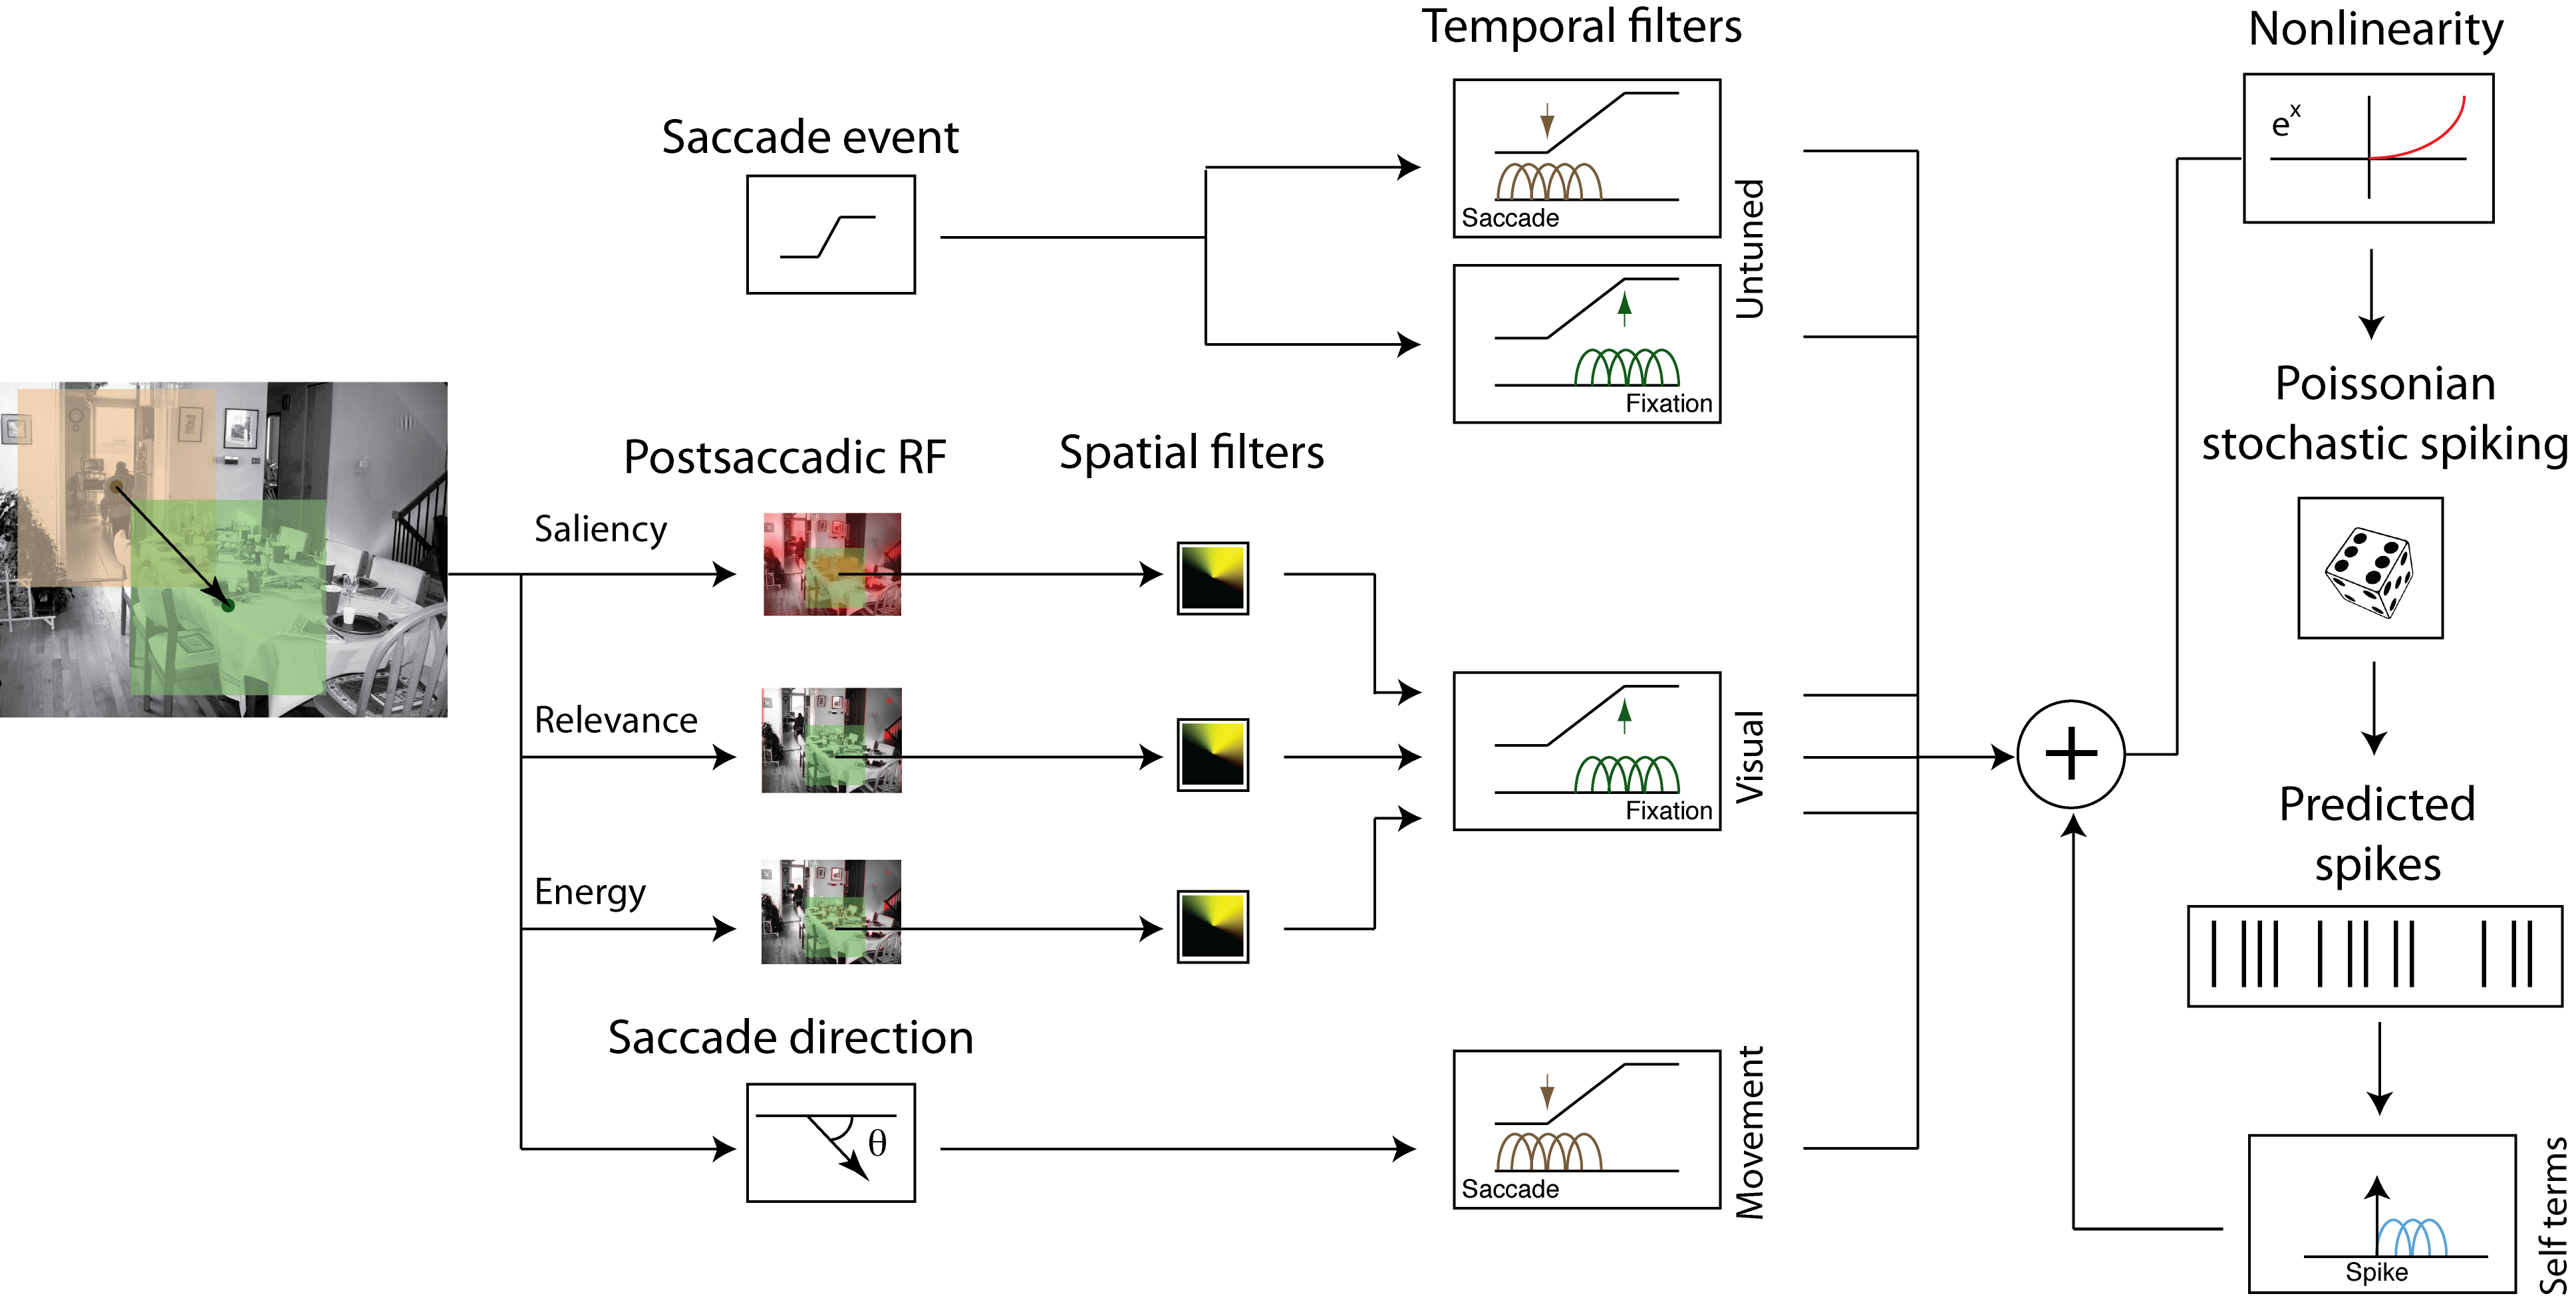 Temporal filters
Nonlinearity
Saccade event
e^x
Saccade
Untuned
Fixation
Poissonian
stochastic spiking
Postsaccadic RF
Spatial filters
Saliency
Relevance
Visual
Fixation
Predicted
spikes
Energy
Saccade direction
θ
Saccade
Movement
Spike
Self terms